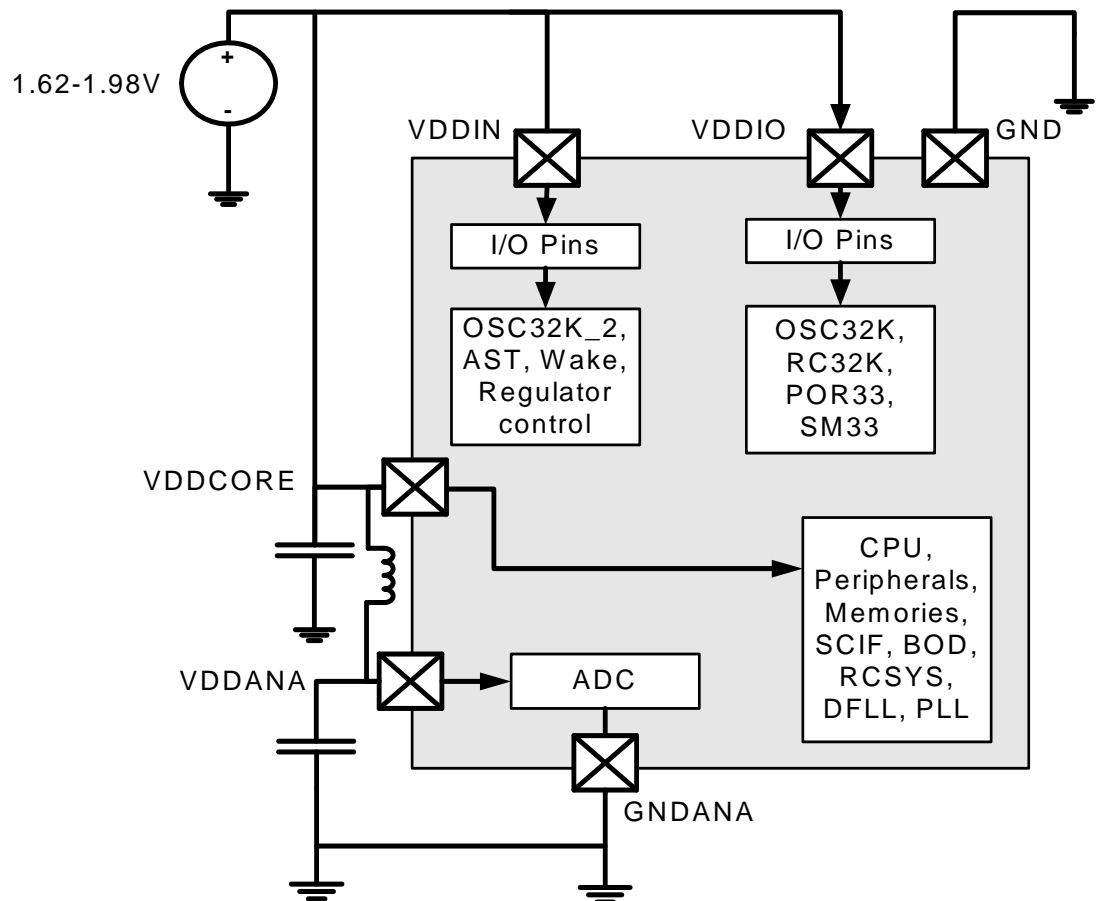 1.62-1.98V
+
-
VDDIN
VDDIO
GND
I/O Pins
I/O Pins
OSC32K_2,
AST, Wake,
Regulator
control
OSC32K,
RC32K,
POR33,
SM33
VDDCORE
CPU,
Peripherals,
Memories,
SCIF, BOD,
RCSYS,
DFLL, PLL
VDDANA
ADC
GNDANA